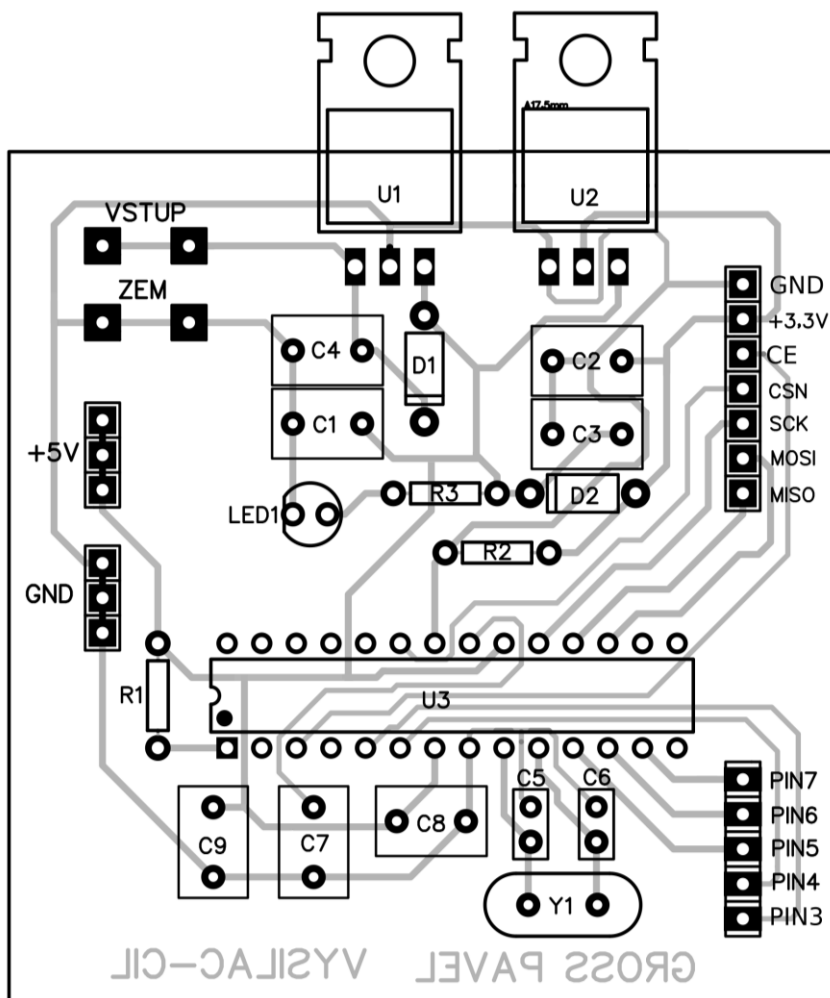 A17.5mm
U1
U2
VSTUP
ZEM
GND
+3.3V
CE
CSN
SCK
MOSI
MISO
C4
D1
C2
C1
C3
+5V
LED1
R3
D2
R2
GND
R1
U3
C5
C6
PIN7
PIN6
PIN5
PIN4
PIN3
C9
C7
C8
Y1
VYSILAC-CIL
GROSS PAVEL